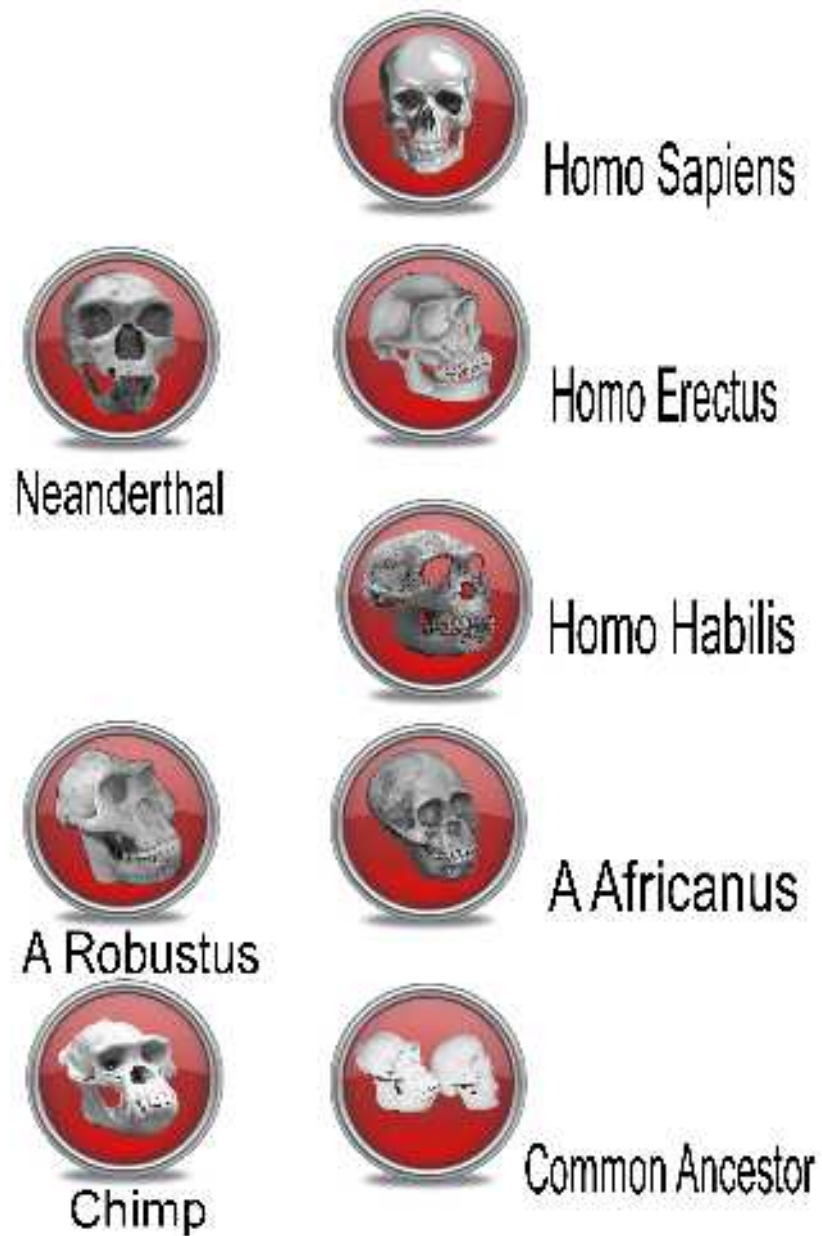 Homo Sapiens
Neanderthal
Homo Erectus
Homo Habilis
A Robustus
A Africanus
Chimp
Common Ancestor